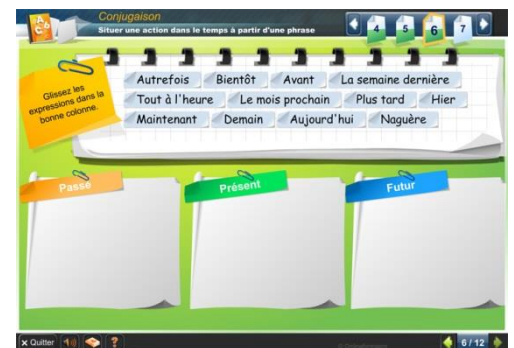 Conjugaison
Situer une action dans le temps à partir d'une phrase
4 5 6 7
Glissez les
expressions dans la
bonne colonne.
Autrefois Bientôt Avant La semaine dernière
Tout à l'heure Le mois prochain Plus tard Hier
Maintenant Demain Aujourd'hui Naguère
Passé Présent Futur
x Quitter ? 6 / 12